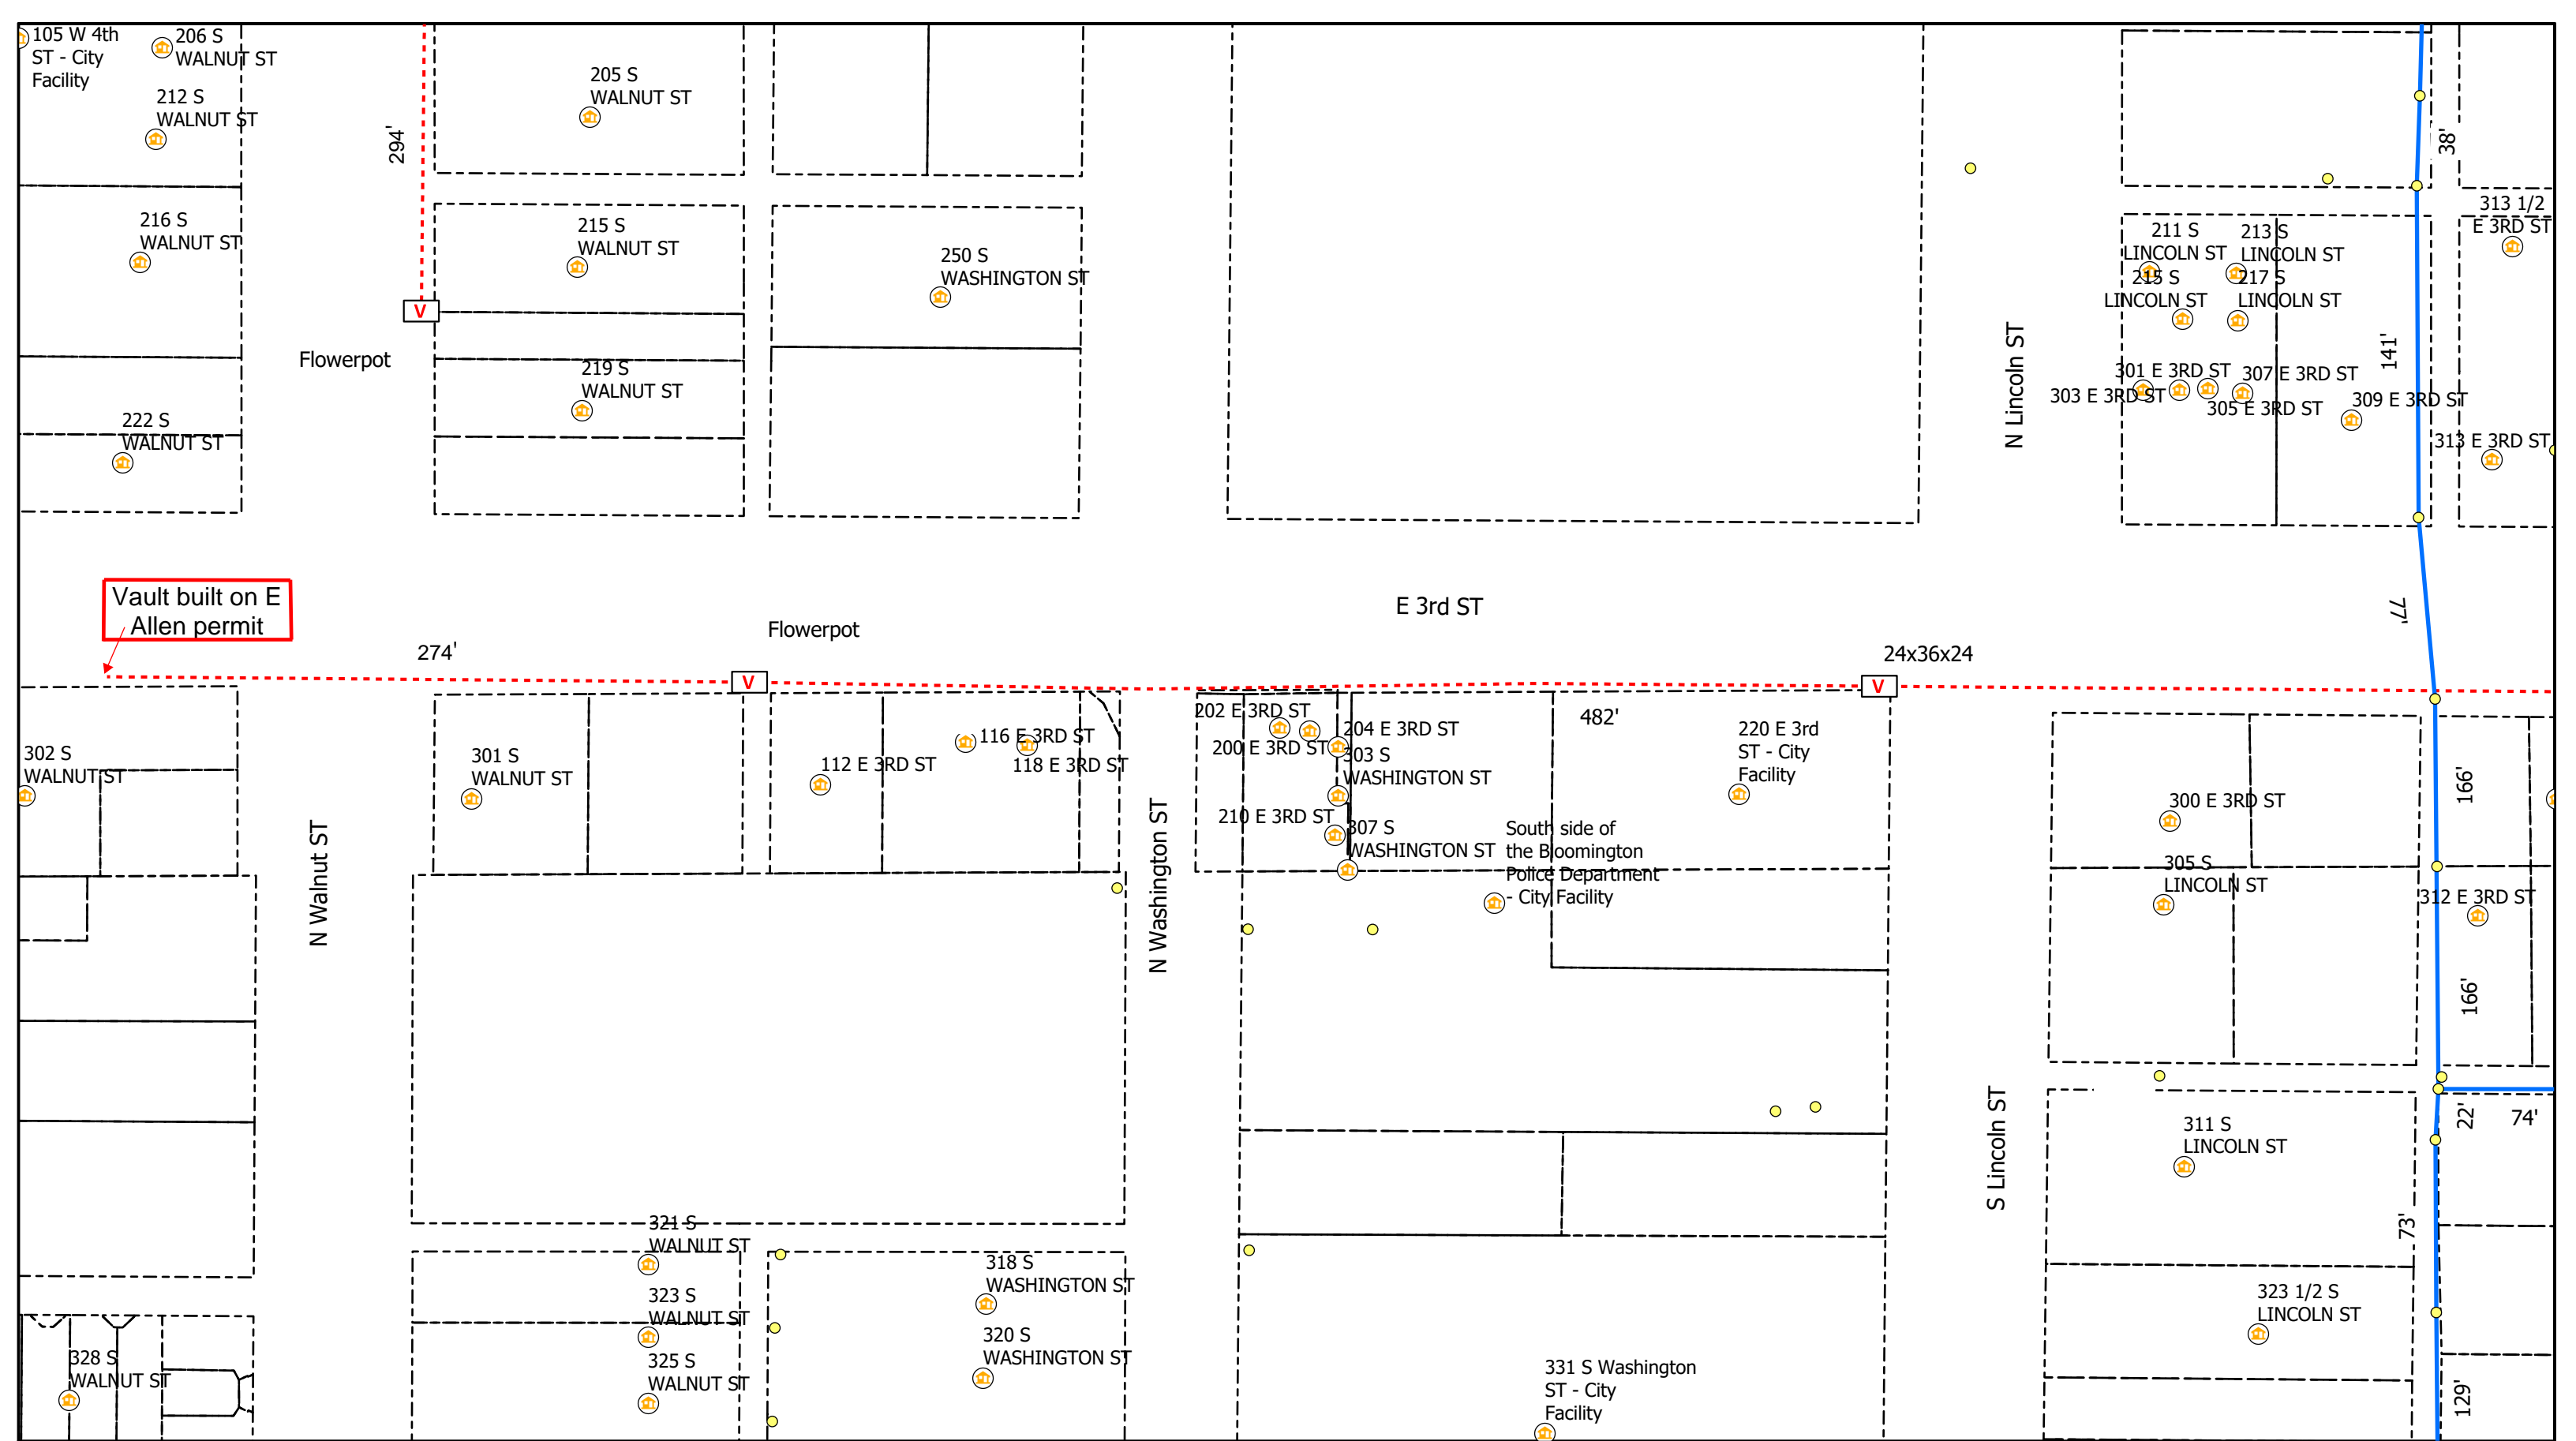 105 W 4th
ST - City
Facility
206 S
WALNUT ST
212 S
WALNUT ST
294'
205 S
WALNUT ST
38'
216 S
WALNUT ST
215 S
WALNUT ST
250 S
WASHINGTON ST
313 1/2
E 3RD ST
211 S
LINCOLN ST
213 S
LINCOLN ST
215 S
LINCOLN ST
217 S
LINCOLN ST
V
Flowerpot
N Lincoln ST
141'
219 S
WALNUT ST
301 E 3RD ST
307 E 3RD ST
303 E 3RD ST
305 E 3RD ST
309 E 3RD ST
222 S
WALNUT ST
313 E 3RD ST
Vault built on E
Allen permit
E 3rd ST
77'
Flowerpot
274'
24x36x24
V
V
202 E 3RD ST
482'
204 E 3RD ST
220 E 3rd
ST - City
Facility
116 E 3RD ST
200 E 3RD ST
303 S
WASHINGTON ST
302 S
WALNUT ST
301 S
WALNUT ST
112 E 3RD ST
118 E 3RD ST
166'
300 E 3RD ST
210 E 3RD ST
307 S
WASHINGTON ST
South side of
the Bloomington
Police Department
- City Facility
N Walnut ST
N Washington ST
305 S
LINCOLN ST
312 E 3RD ST
166'
S Lincoln ST
22'
74'
311 S
LINCOLN ST
321 S
WALNUT ST
73'
318 S
WASHINGTON ST
323 S
WALNUT ST
323 1/2 S
LINCOLN ST
320 S
WASHINGTON ST
328 S
WALNUT ST
325 S
WALNUT ST
331 S Washington
ST - City
Facility
129'